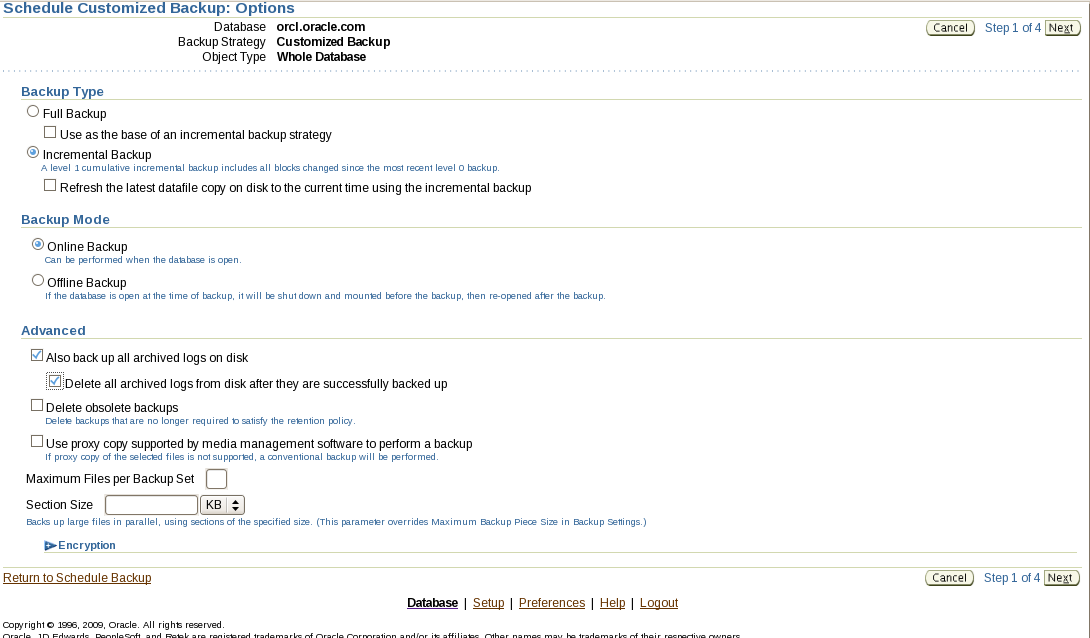 Schedule Customized Backup: Options
Database orcl.oracle.com
Backup Strategy Customized Backup
Object Type Whole Database
Cancel Step 1 of 4 Next
Backup Type
Full Backup
Use as the base of an incremental backup strategy
Incremental Backup
A level 1 cumulative incremental backup includes all blocks changed since the most recent level 0 backup.
Refresh the latest datafile copy on disk to the current time using the incremental backup
Backup Mode
Online Backup
Can be performed when the database is open.
Offline Backup
If the database is open at the time of backup, it will be shut down and mounted before the backup, then re-opened after the backup.
Advanced
Also back up all archived logs on disk
Delete all archived logs from disk after they are successfully backed up
Delete obsolete backups
Delete backups that are no longer required to satisfy the retention policy.
Use proxy copy supported by media management software to perform a backup
If proxy copy of the selected files is not supported, a conventional backup will be performed.
Maximum Files per Backup Set
Section Size KB
Backs up large files in parallel, using sections of the specified size. (This parameter overrides Maximum Backup Piece Size in Backup Settings.)
Encryption
Return to Schedule Backup
Cancel Step 1 of 4 Next
Database | Setup | Preferences | Help | Logout
Copyright © 1996, 2009, Oracle. All rights reserved.
Oracle, JD Edwards, PeopleSoft, and Retek are registered trademarks of Oracle Corporation and/or its affiliates. Other names may be trademarks of their respective owners.